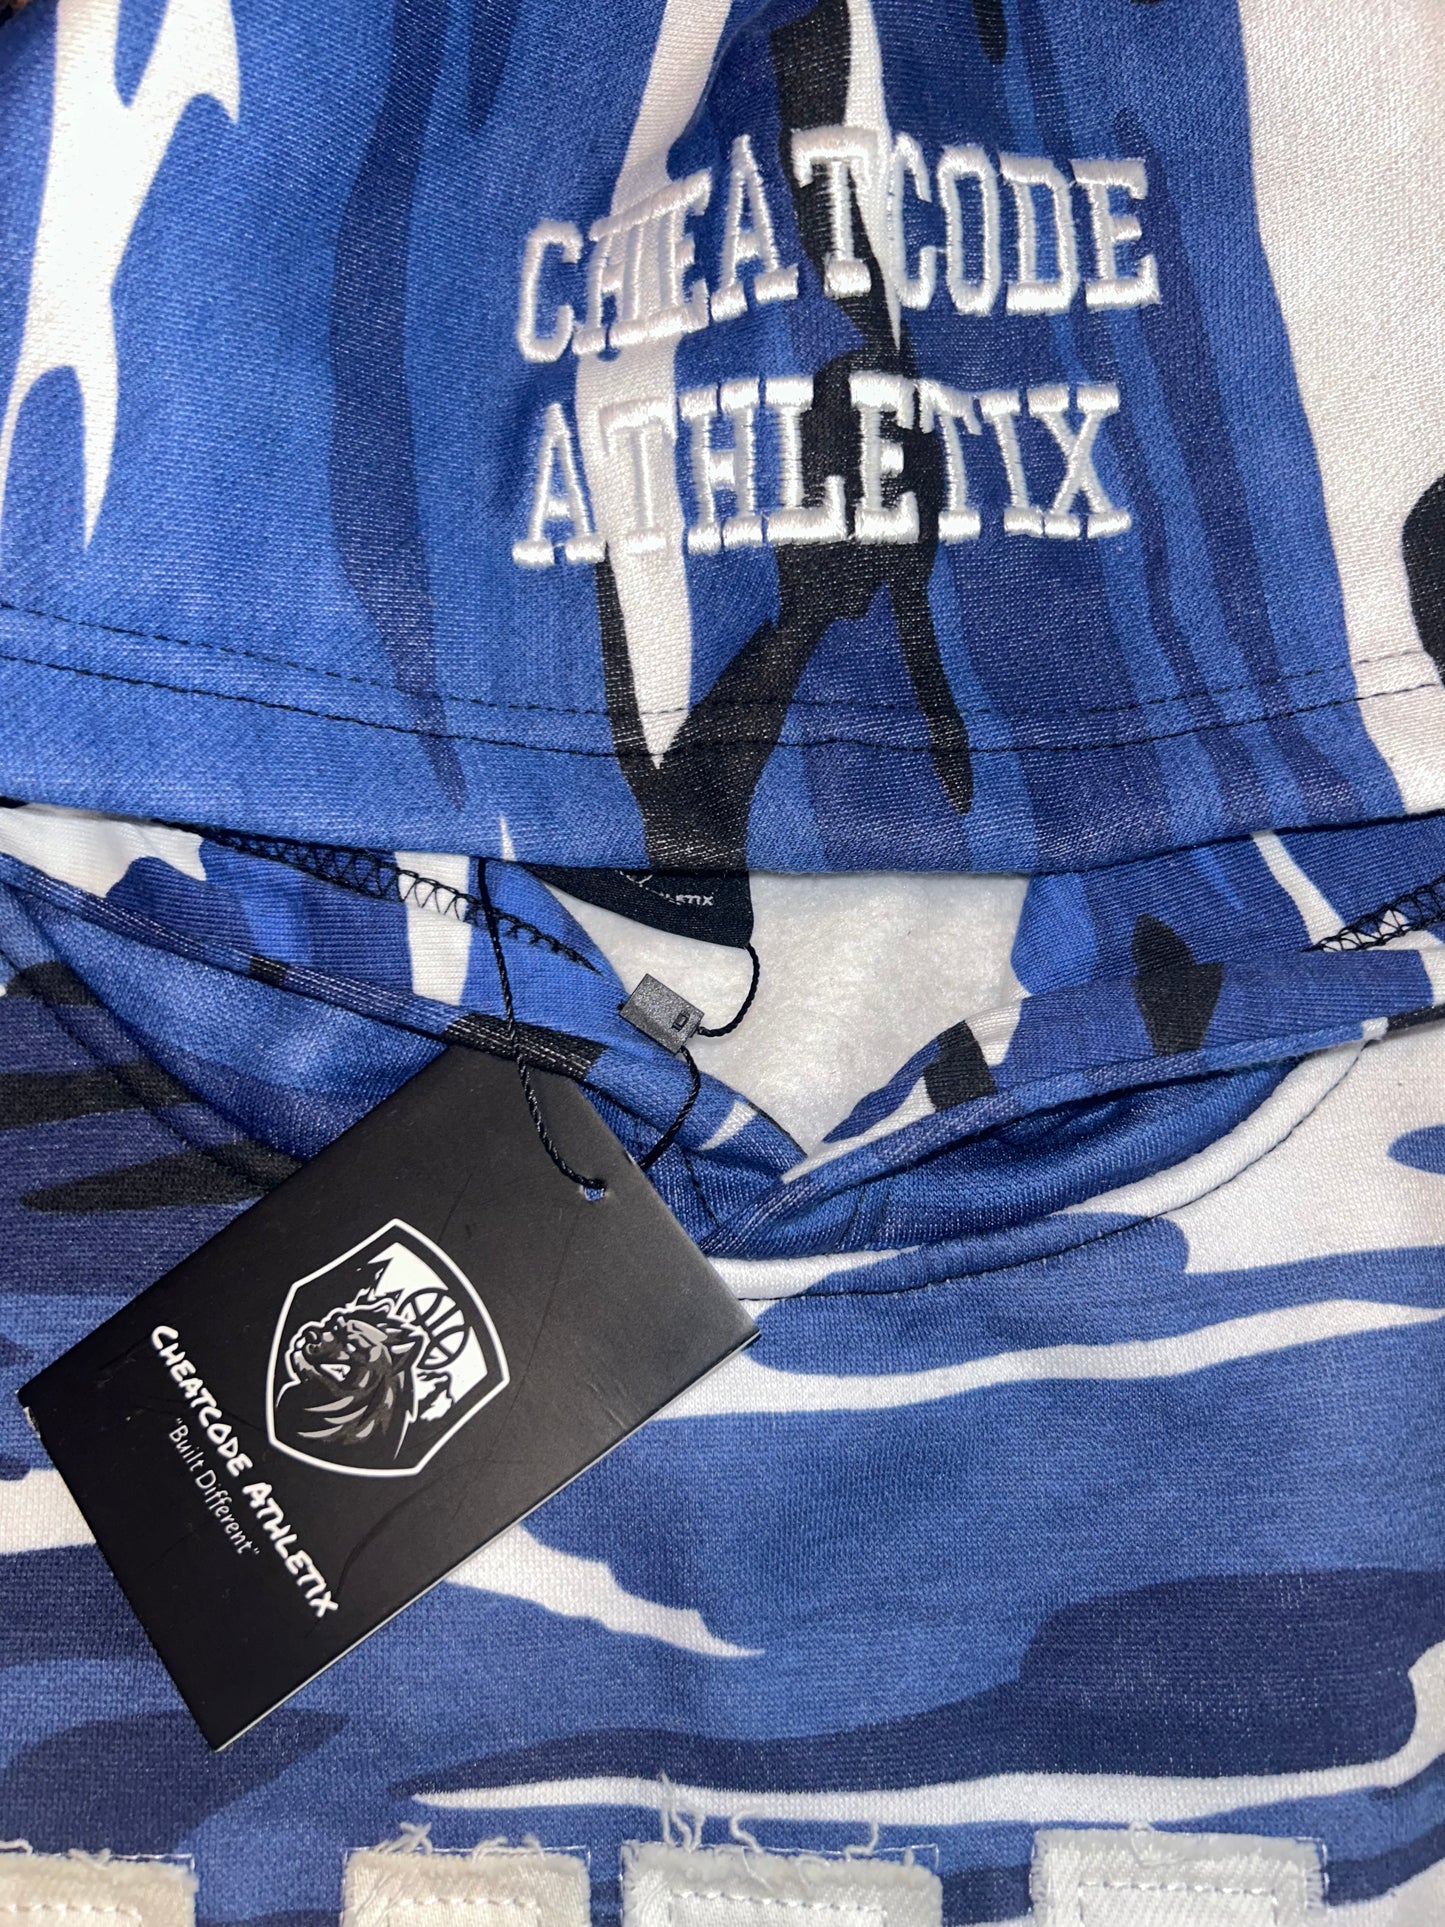 CHEATCODE
ATHLETIX
CHEATCODE ATHLETIX
"Built Different"